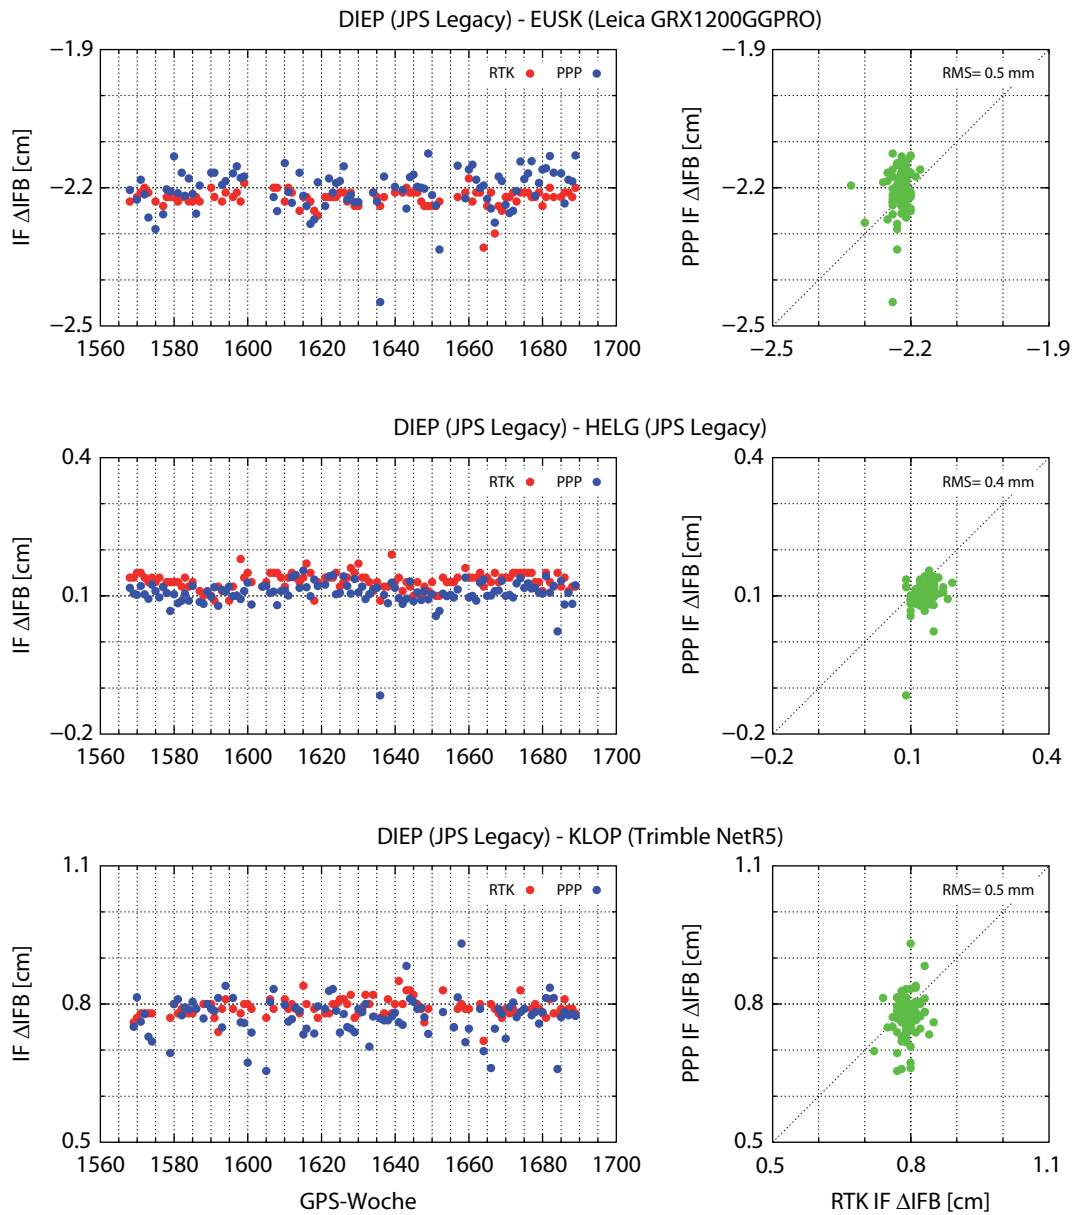 DIEP (JPS Legacy) - EUSK (Leica GRX1200GGPRO)
IF ΔIFB [cm]
−1.9
−2.2
−2.5
RTK PPP
1560 1580 1600 1620 1640 1660 1680 1700
PPP IF ΔIFB [cm]
−1.9
−2.2
−2.5
RMS= 0.5 mm
−2.5 −2.2 −1.9
DIEP (JPS Legacy) - HELG (JPS Legacy)
IF ΔIFB [cm]
0.4
0.1
−0.2
RTK PPP
1560 1580 1600 1620 1640 1660 1680 1700
PPP IF ΔIFB [cm]
0.4
0.1
−0.2
RMS= 0.4 mm
−0.2 0.1 0.4
DIEP (JPS Legacy) - KLOP (Trimble NetR5)
IF ΔIFB [cm]
1.1
0.8
0.5
RTK PPP
1560 1580 1600 1620 1640 1660 1680 1700
GPS-Woche
PPP IF ΔIFB [cm]
1.1
0.8
0.5
RMS= 0.5 mm
0.5 0.8 1.1
RTK IF ΔIFB [cm]